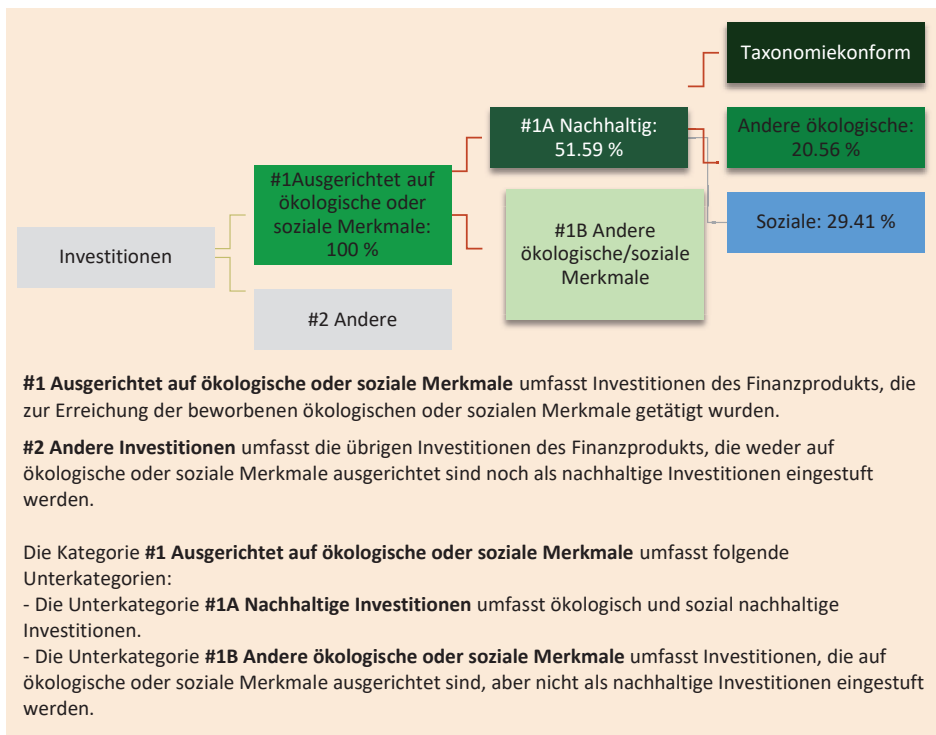 Taxonomiekonform
#1A Nachhaltig:
51.59 %
Andere ökologische:
20.56 %
#1Ausgerichtet auf
ökologische oder
soziale Merkmale:
100 %
#1B Andere
ökologische/soziale
Merkmale
Soziale: 29.41 %
Investitionen
#2 Andere
#1 Ausgerichtet auf ökologische oder soziale Merkmale umfasst Investitionen des Finanzprodukts, die
zur Erreichung der beworbenen ökologischen oder sozialen Merkmale getätigt wurden.
#2 Andere Investitionen umfasst die übrigen Investitionen des Finanzprodukts, die weder auf
ökologische oder soziale Merkmale ausgerichtet sind noch als nachhaltige Investitionen eingestuft
werden.
Die Kategorie #1 Ausgerichtet auf ökologische oder soziale Merkmale umfasst folgende
Unterkategorien:
- Die Unterkategorie #1A Nachhaltige Investitionen umfasst ökologisch und sozial nachhaltige
Investitionen.
- Die Unterkategorie #1B Andere ökologische oder soziale Merkmale umfasst Investitionen, die auf
ökologische oder soziale Merkmale ausgerichtet sind, aber nicht als nachhaltige Investitionen eingestuft
werden.